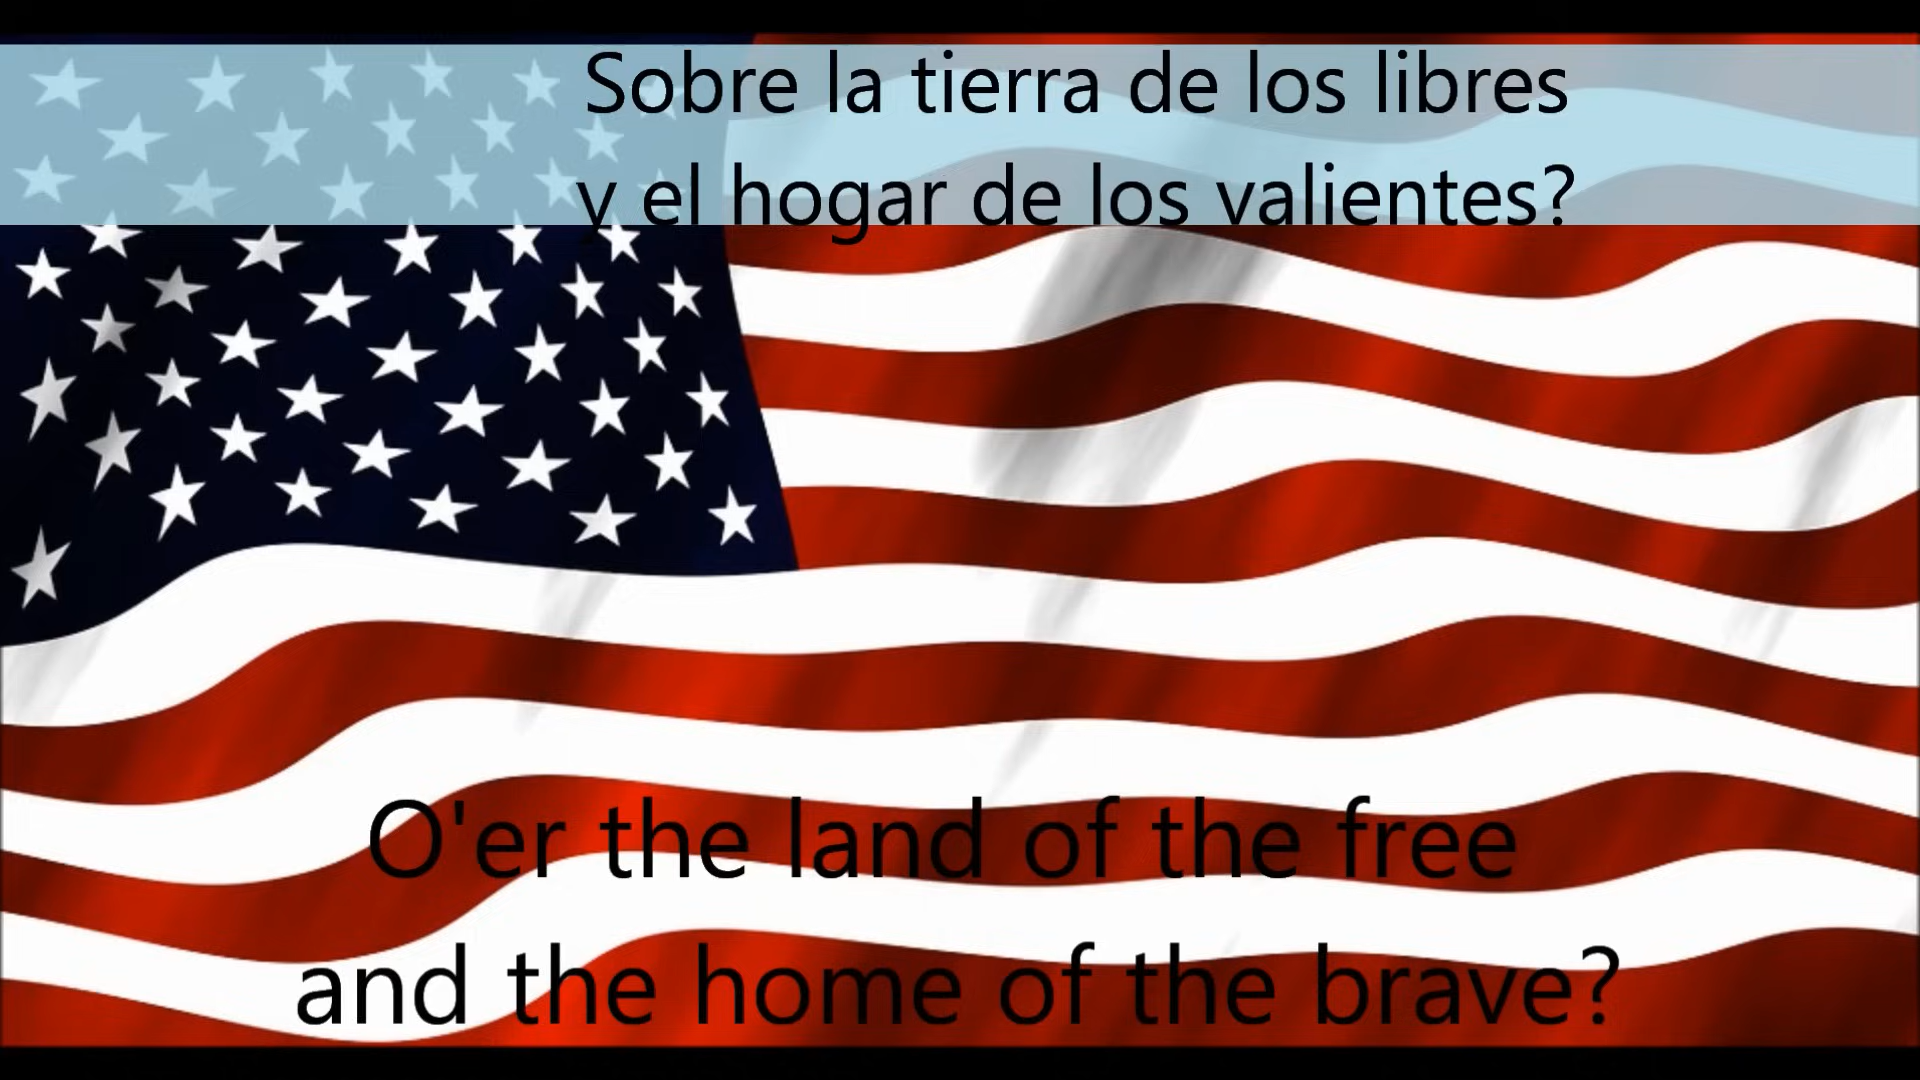 Sobre la tierra de los libres
y el hogar de los valientes?
O'er the land of the free
and the home of the brave?